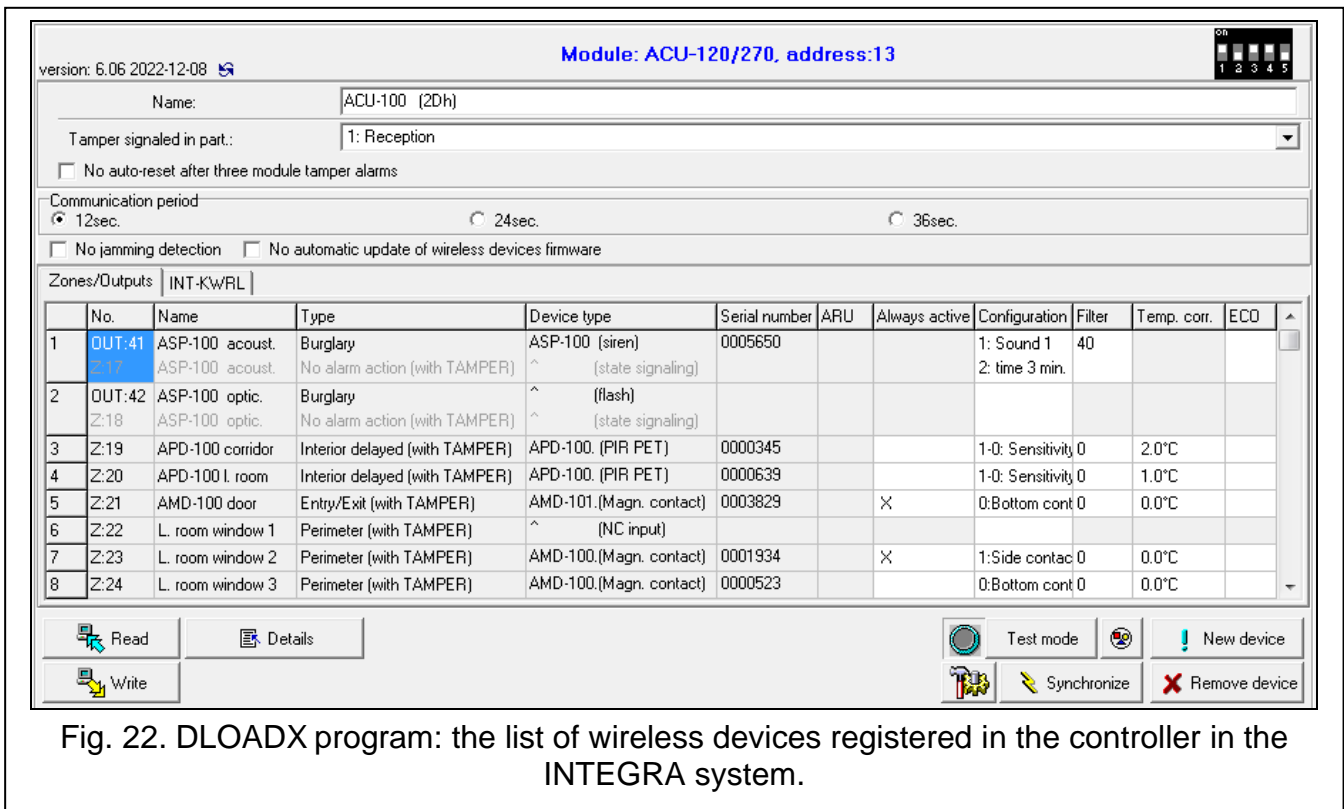 Module: ACU-120/270, address:13
on
1 2 3 4 5
version: 6.06 2022-12-08
Name: ACU-100 (2Dh)
Tamper signaled in part.: 1: Reception
No auto-reset after three module tamper alarms
Communication period
12sec. 24sec. 36sec.
No jamming detection No automatic update of wireless devices firmware
Zones/Outputs INT-KWRL
No. Name Type Device type Serial number ARU Always active Configuration Filter Temp. corr. ECO
1 OUT:41 ASP-100 acoust. Burglary ASP-100 (siren) 0005650 1: Sound 1 40
Z:17 ASP-100 acoust. No alarm action (with TAMPER) ^ (state signaling) 2: time 3 min.
2 OUT:42 ASP-100 optic. Burglary ^ (flash)
Z:18 ASP-100 optic. No alarm action (with TAMPER) ^ (state signaling)
3 Z:19 APD-100 corridor Interior delayed (with TAMPER) APD-100. (PIR PET) 0000345 1-0: Sensitivity 0 2.0°C
4 Z:20 APD-100 l. room Interior delayed (with TAMPER) APD-100. (PIR PET) 0000639 1-0: Sensitivity 0 1.0°C
5 Z:21 AMD-100 door Entry/Exit (with TAMPER) AMD-101.(Magn. contact) 0003829 X 0:Bottom cont 0 0.0°C
6 Z:22 L. room window 1 Perimeter (with TAMPER) ^ (NC input)
7 Z:23 L. room window 2 Perimeter (with TAMPER) AMD-100.(Magn. contact) 0001934 X 1:Side contac 0 0.0°C
8 Z:24 L. room window 3 Perimeter (with TAMPER) AMD-100.(Magn. contact) 0000523 0:Bottom cont 0 0.0°C
Read Details Test mode New device
Write Synchronize Remove device
Fig. 22. DLOADX program: the list of wireless devices registered in the controller in the
INTEGRA system.